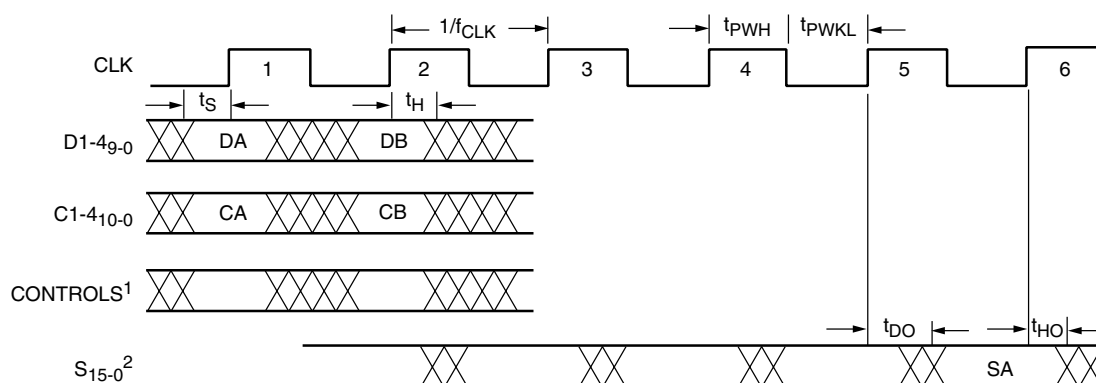 1/fCLK tPWH tPWKL
CLK 1 2 3 4 5 6
tS tH
D1-49-0 DA DB
C1-410-0 CA CB
CONTROLS1
tDO tHO
S15-02 SA